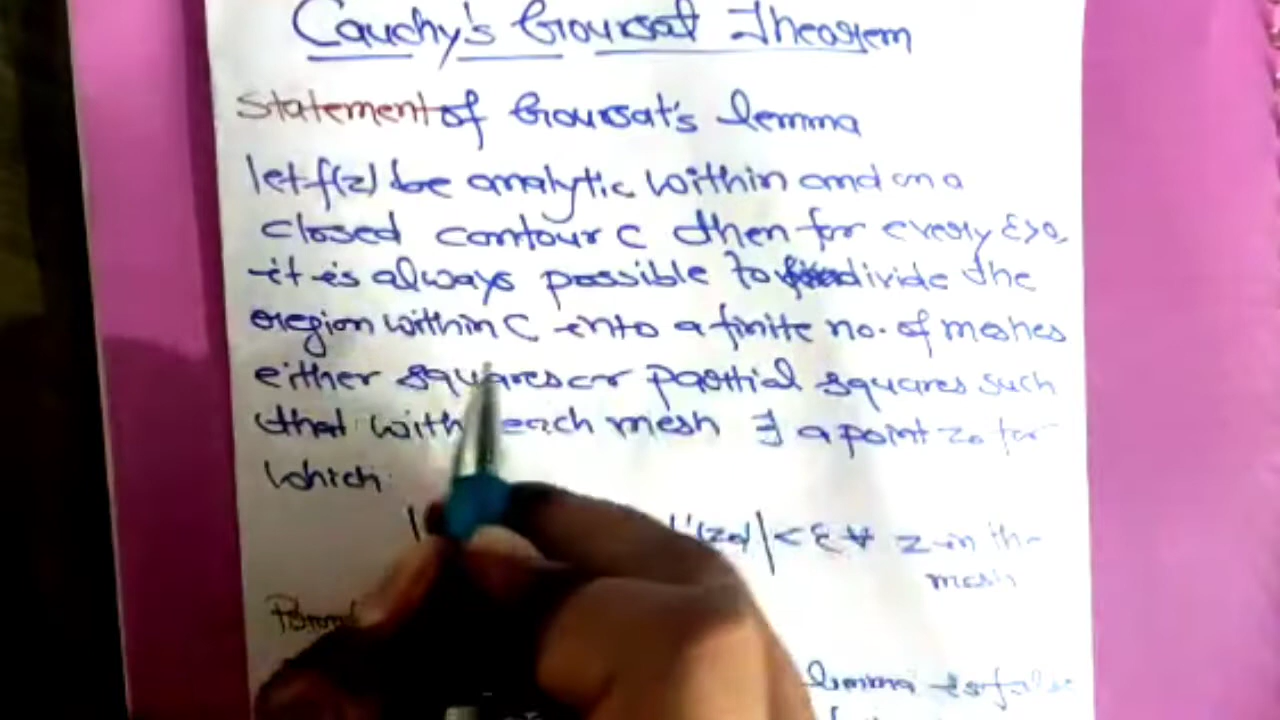 Cauchy's Goursat Theorem
Statement of Goursat's lemma
let f(z) be analytic within and on a
closed contour C then for every ε>0,
it is always possible to divide the
region within C into a finite no. of meshes
either squares or partial squares such
that with each mesh ∃ a point z₀ for
which
|f'(z₀)|<ε ∀ z in the
mesh
Proof
lemma is false